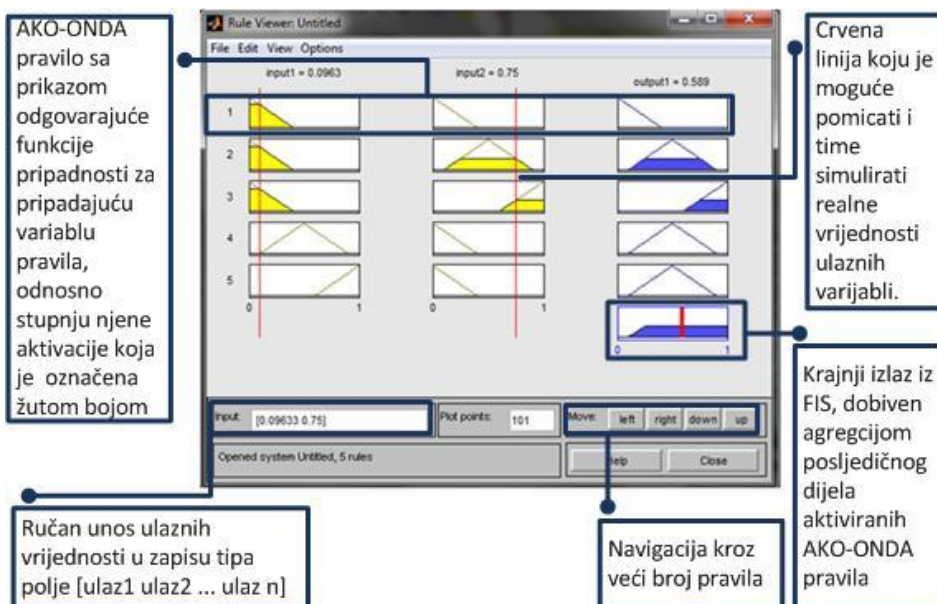 AKO-ONDA
pravilo sa
prikazom
odgovarajuće
funkcije
pripadnosti za
pripadajuću
variablu
pravila,
odnosno
stupnju njene
aktivacije koja
je označena
žutom bojom
Rule Viewer: Untitled
File Edit View Options
input1 = 0.0963
input2 = 0.75
output1 = 0.589
1
2
3
4
5
0 1
0 1
0 1
Input: [0.09633 0.75]
Plot points: 101
Move: left right down up
Opened system Untitled, 5 rules
Help
Close
Crvena
linija koju je
moguće
pomicati i
time
simulirati
realne
vrijednosti
ulaznih
varijabli.
Krajnji izlaz iz
FIS, dobiven
agregcijom
posljedičnog
dijela
aktiviranih
AKO-ONDA
pravila
Ručan unos ulaznih
vrijednosti u zapisu tipa
polje [ulaz1 ulaz2 ... ulaz n]
Navigacija kroz
veći broj pravila